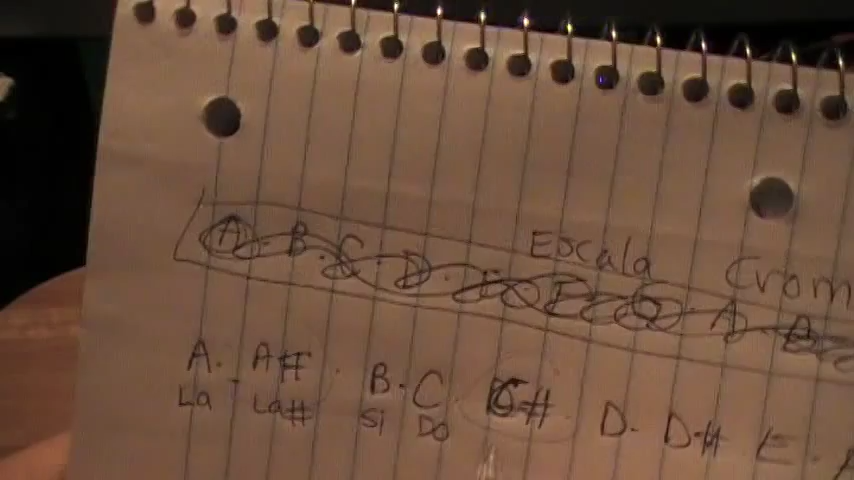 Escala Crom
A. B. C. D. E. F G. A A
A. A# . B. C C# D. D# E.
La - La# Si Do